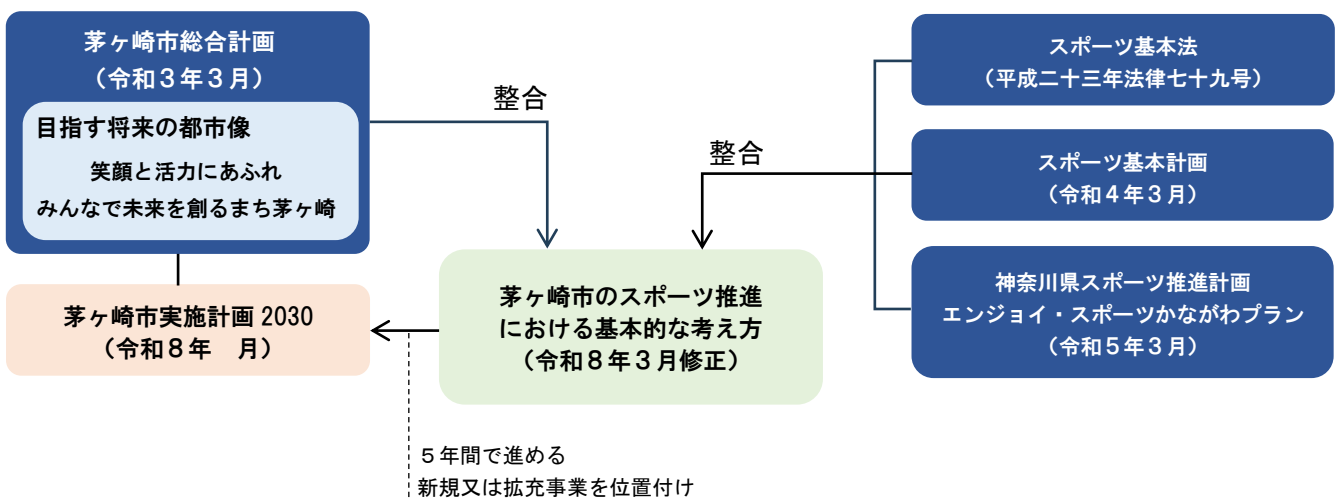 茅ヶ崎市総合計画
（令和３年３月）
目指す将来の都市像
笑顔と活力にあふれ
みんなで未来を創るまち茅ヶ崎
茅ヶ崎市実施計画 2030
（令和８年　月）
整合
茅ヶ崎市のスポーツ推進
における基本的な考え方
（令和８年３月修正）
５年間で進める
新規又は拡充事業を位置付け
整合
スポーツ基本法
（平成二十三年法律七十九号）
スポーツ基本計画
（令和４年３月）
神奈川県スポーツ推進計画
エンジョイ・スポーツかながわプラン
（令和５年３月）